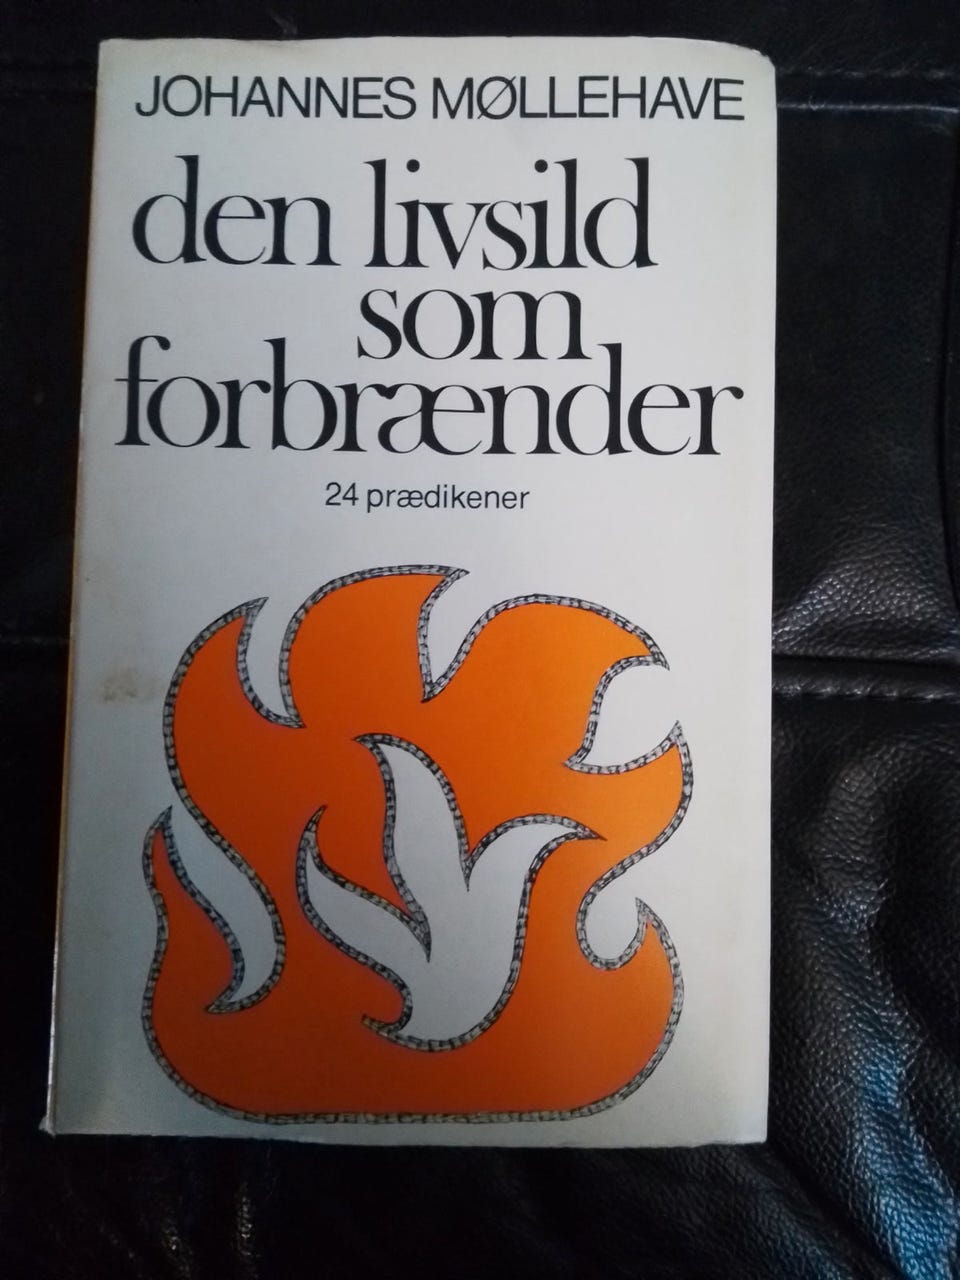 JOHANNES MØLLEHAVE
den livsild
som
forbrænder
24 prædikener